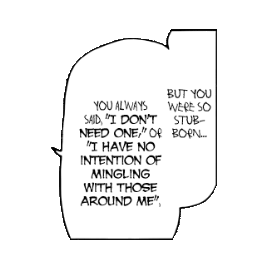 BUT YOU
WERE SO
STUB-
BORN...
YOU ALWAYS
SAID, "I DON'T
NEED ONE," OR
"I HAVE NO
INTENTION OF
MINGLING
WITH THOSE
AROUND ME".